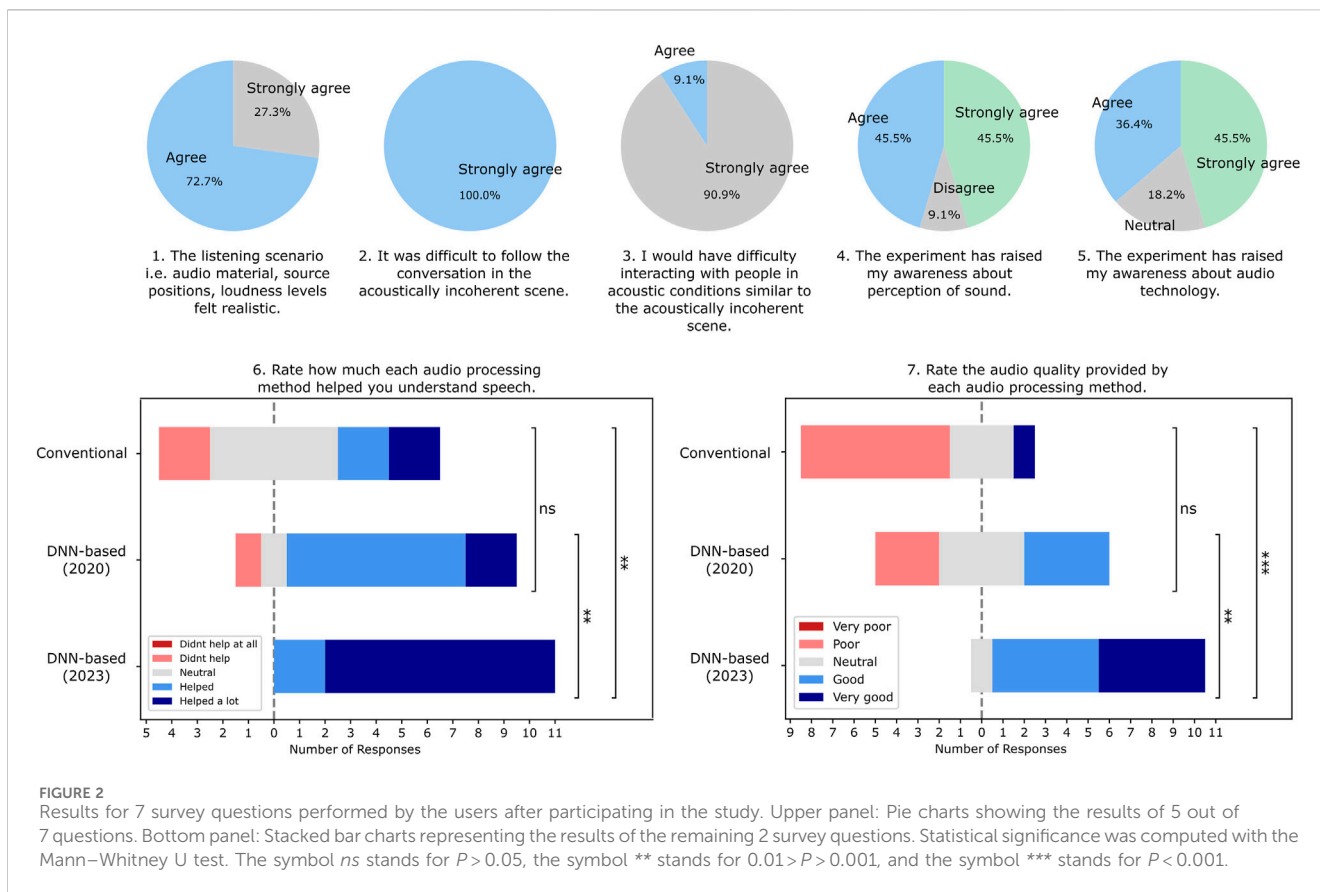 Agree
72.7%
Strongly agree
27.3%
1. The listening scenario
i.e. audio material, source
positions, loudness levels
felt realistic.
Strongly agree
100.0%
2. It was difficult to follow the
conversation in the
acoustically incoherent scene.
Agree
9.1%
Strongly agree
90.9%
3. I would have difficulty
interacting with people in
acoustic conditions similar to
the acoustically incoherent
scene.
Agree
45.5%
Strongly agree
45.5%
Disagree
9.1%
4. The experiment has raised
my awareness about
perception of sound.
Agree
36.4%
45.5%
Strongly agree
18.2%
Neutral
5. The experiment has raised
my awareness about audio
technology.
6. Rate how much each audio processing
method helped you understand speech.
Conventional
DNN-based
(2020)
DNN-based
(2023)
ns
**
**
Didnt help at all
Didnt help
Neutral
Helped
Helped a lot
5 4 3 2 1 0 1 2 3 4 5 6 7 8 9 10 11
Number of Responses
7. Rate the audio quality provided by
each audio processing method.
Conventional
DNN-based
(2020)
DNN-based
(2023)
ns
**
***
Very poor
Poor
Neutral
Good
Very good
9 8 7 6 5 4 3 2 1 0 1 2 3 4 5 6 7 8 9 10 11
Number of Responses
FIGURE 2
Results for 7 survey questions performed by the users after participating in the study. Upper panel: Pie charts showing the results of 5 out of
7 questions. Bottom panel: Stacked bar charts representing the results of the remaining 2 survey questions. Statistical significance was computed with the
Mann–Whitney U test. The symbol ns stands for P > 0.05, the symbol ** stands for 0.01 > P > 0.001, and the symbol *** stands for P < 0.001.